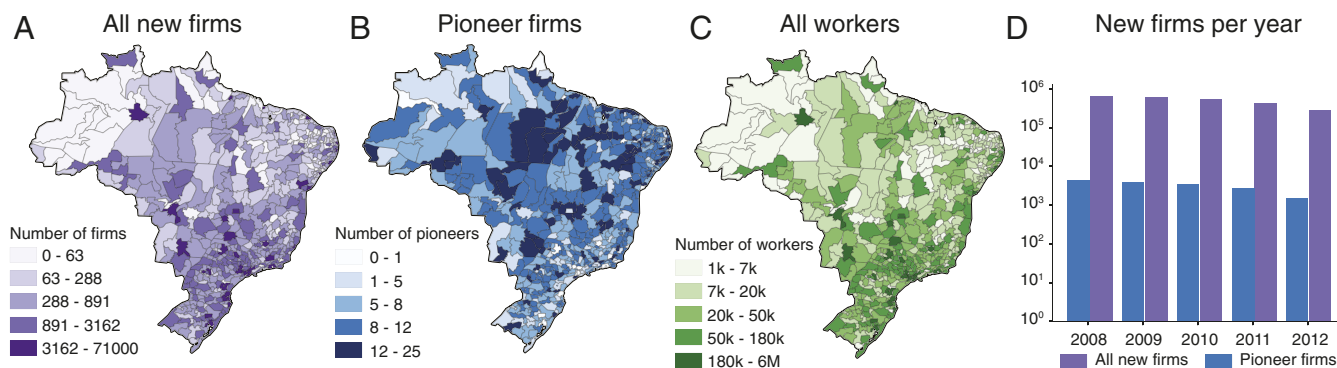 A All new firms
Number of firms
0 - 63
63 - 288
288 - 891
891 - 3162
3162 - 71000
B Pioneer firms
Number of pioneers
0 - 1
1 - 5
5 - 8
8 - 12
12 - 25
C All workers
Number of workers
1k - 7k
7k - 20k
20k - 50k
50k - 180k
180k - 6M
D New firms per year
10⁶
10⁵
10⁴
10³
10²
10¹
10⁰
2008 2009 2010 2011 2012
All new firms Pioneer firms